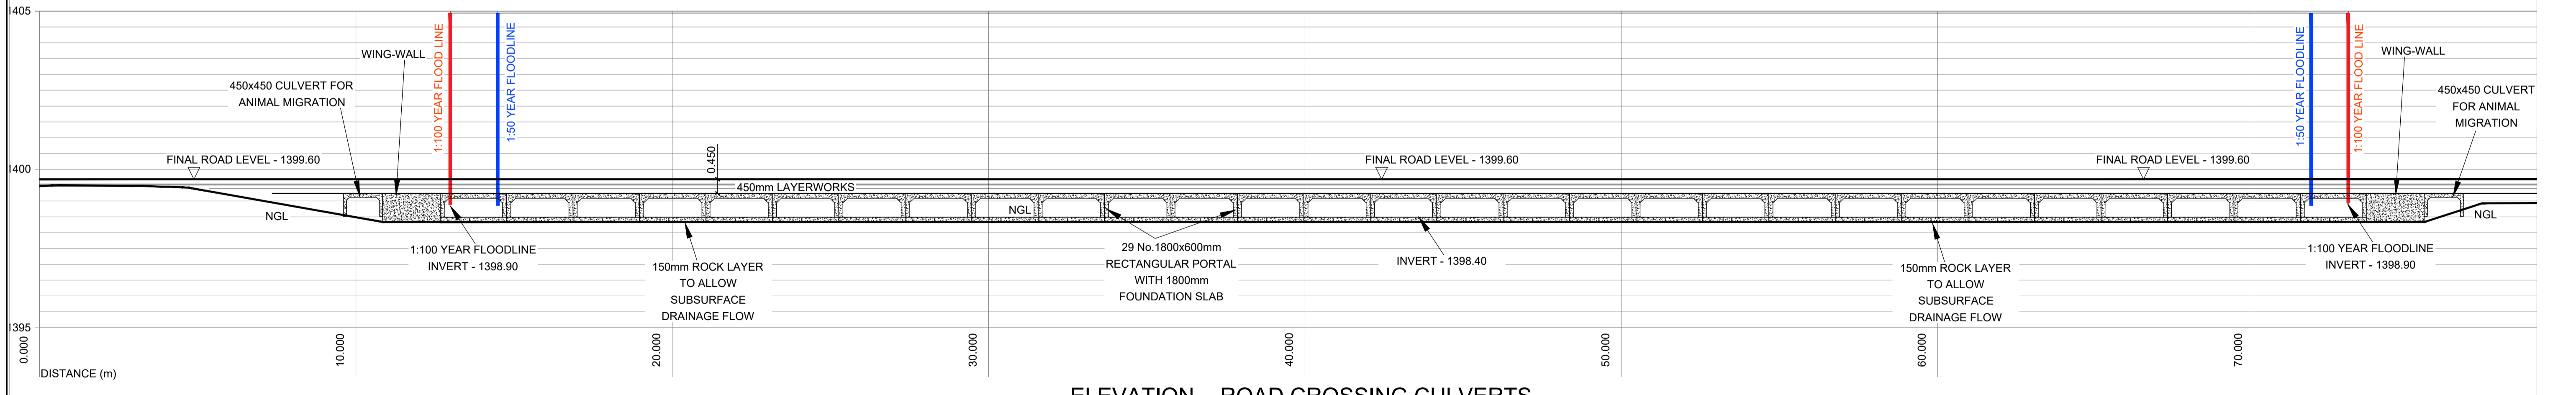 1405
1400
1395
WING-WALL
450x450 CULVERT FOR
ANIMAL MIGRATION
1:100 YEAR FLOOD LINE
1:50 YEAR FLOODLINE
FINAL ROAD LEVEL - 1399.60
NGL
1:100 YEAR FLOODLINE
INVERT - 1398.90
0.450
450mm LAYERWORKS
150mm ROCK LAYER
TO ALLOW
SUBSURFACE
DRAINAGE FLOW
NGL
29 No.1800x600mm
RECTANGULAR PORTAL
WITH 1800mm
FOUNDATION SLAB
FINAL ROAD LEVEL - 1399.60
INVERT - 1398.40
150mm ROCK LAYER
TO ALLOW
SUBSURFACE
DRAINAGE FLOW
FINAL ROAD LEVEL - 1399.60
1:50 YEAR FLOODLINE
1:100 YEAR FLOOD LINE
WING-WALL
450x450 CULVERT
FOR ANIMAL
MIGRATION
NGL
1:100 YEAR FLOODLINE
INVERT - 1398.90
0.000
10.000
20.000
30.000
40.000
50.000
60.000
70.000
DISTANCE (m)
ELEVATION - ROAD CROSSING CULVERTS